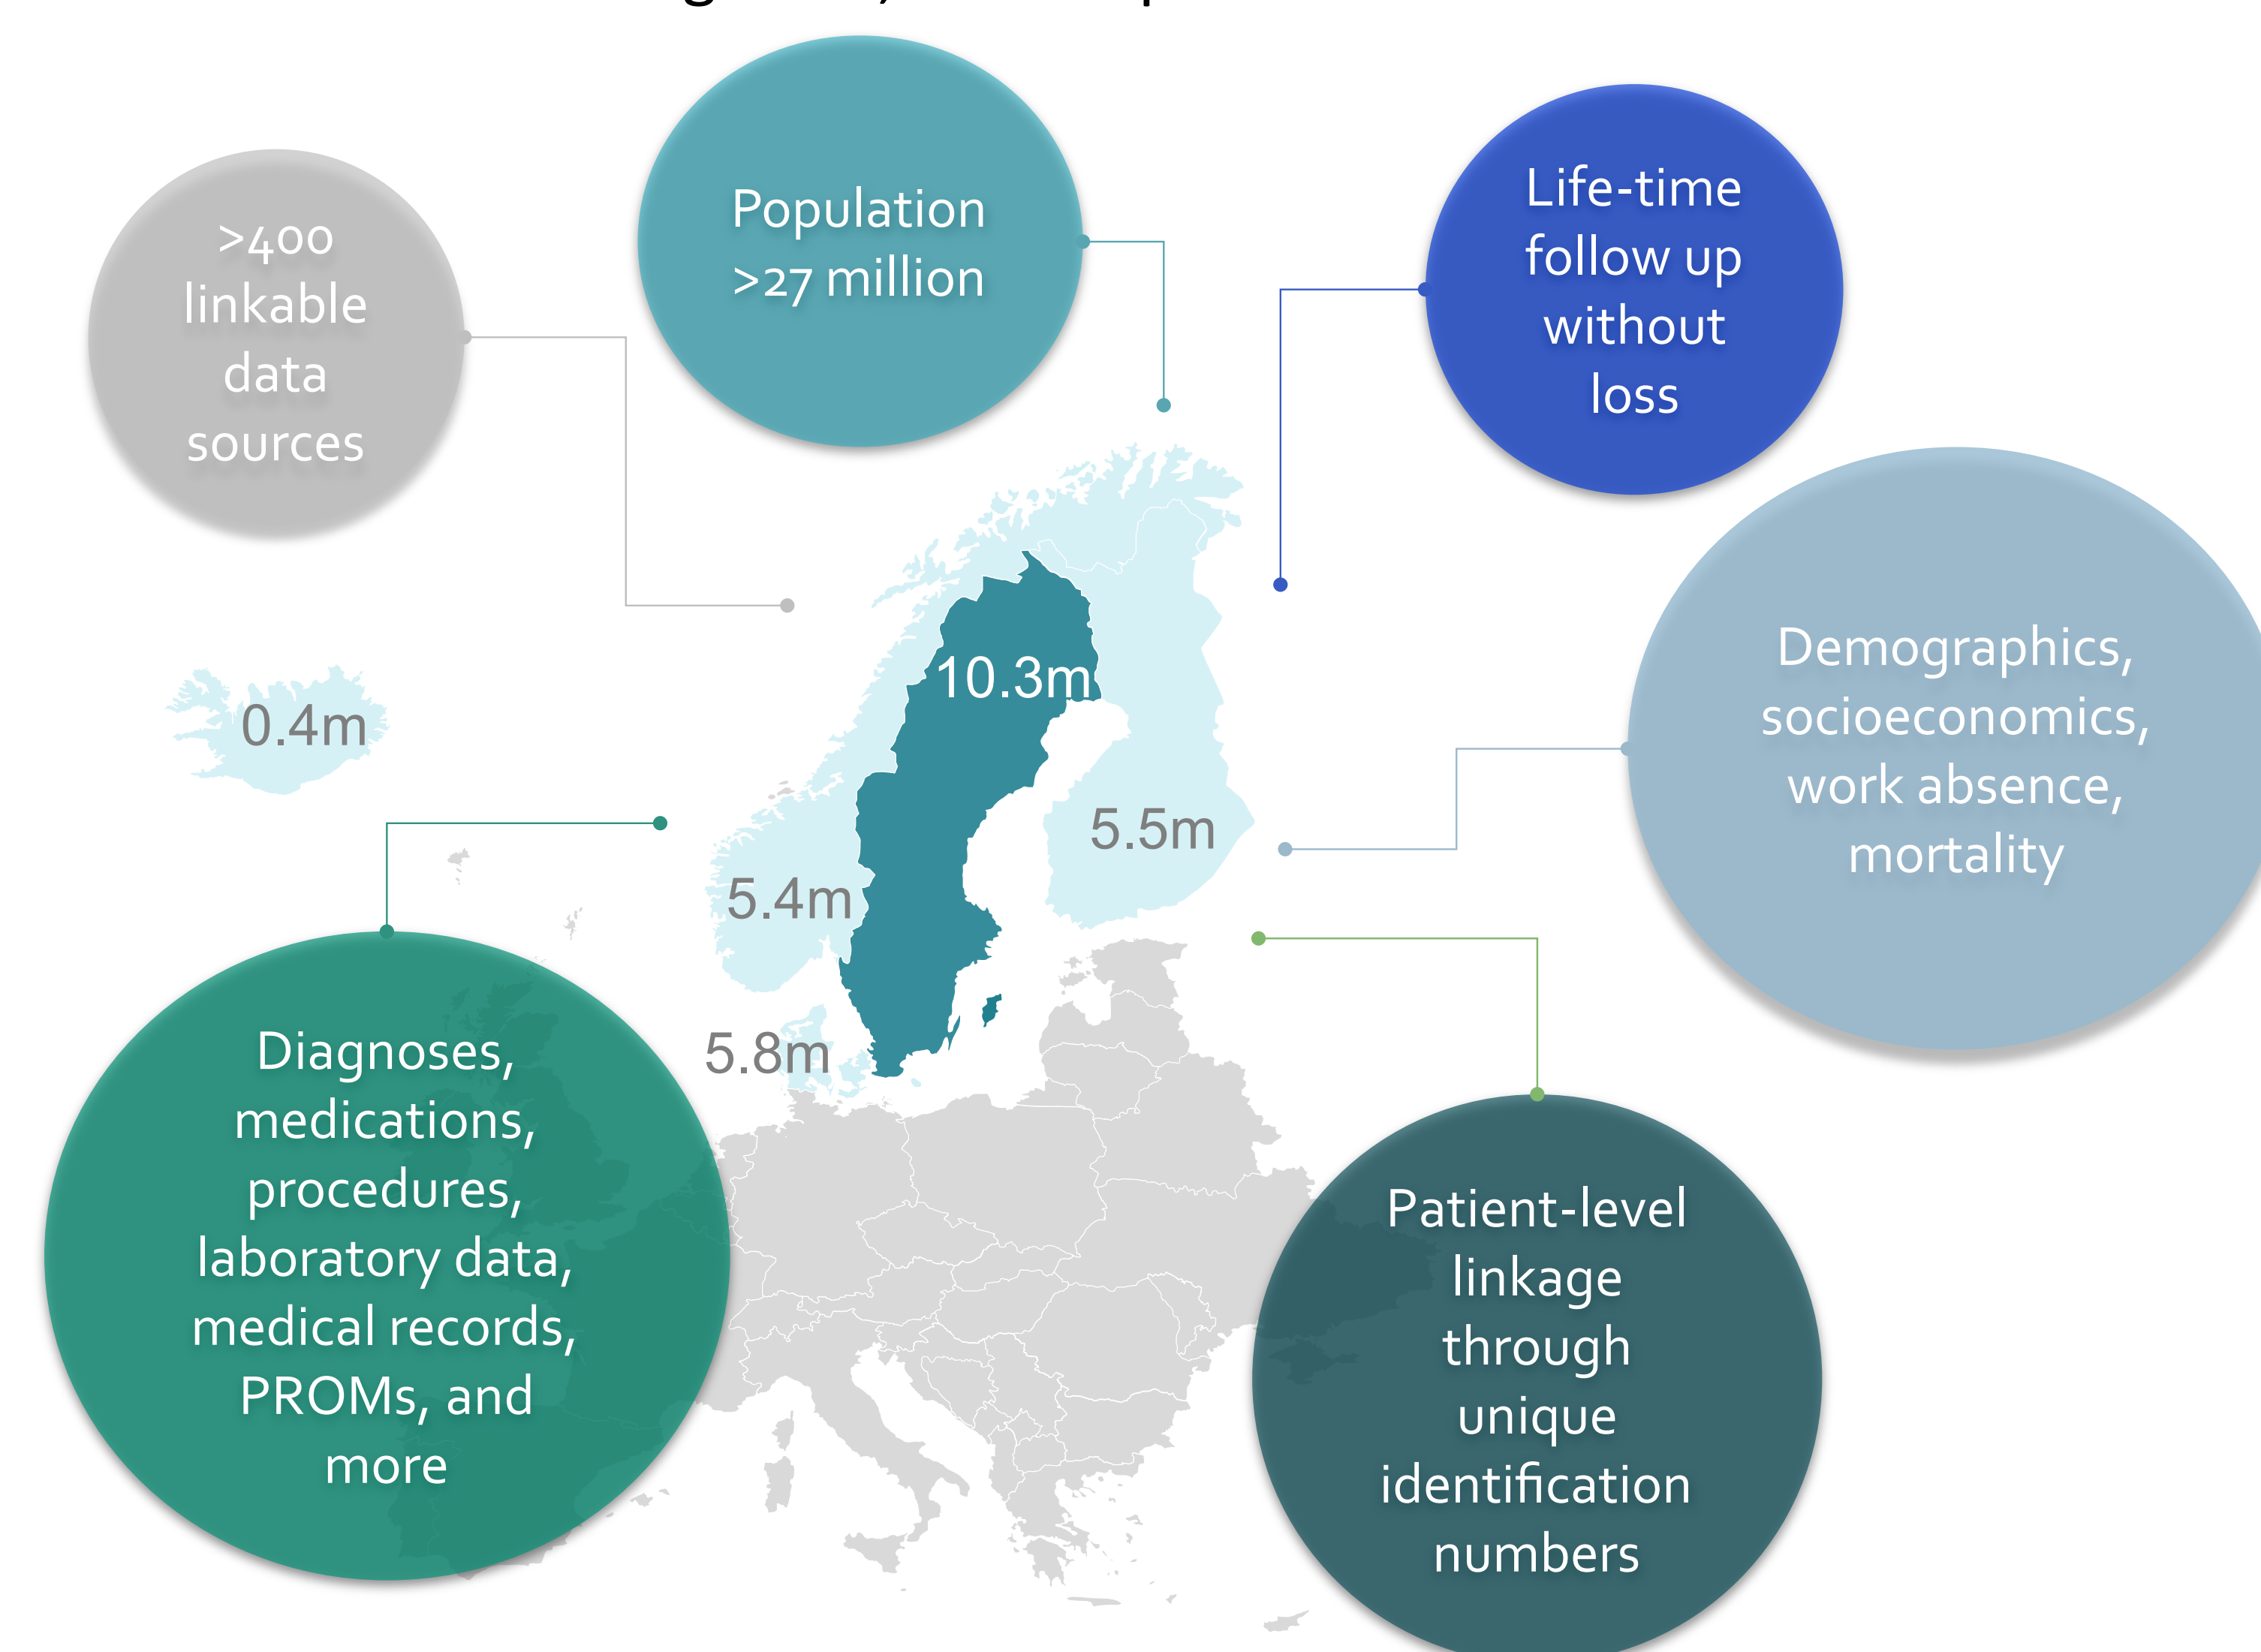 >400
linkable
data
sources
Population
>27 million
Life-time
follow up
without
loss
Demographics,
socioeconomics,
work absence,
mortality
10.3m
0.4m
5.5m
5.4m
5.8m
Diagnoses,
medications,
procedures,
laboratory data,
medical records,
PROMs, and
more
Patient-level
linkage
through
unique
identification
numbers